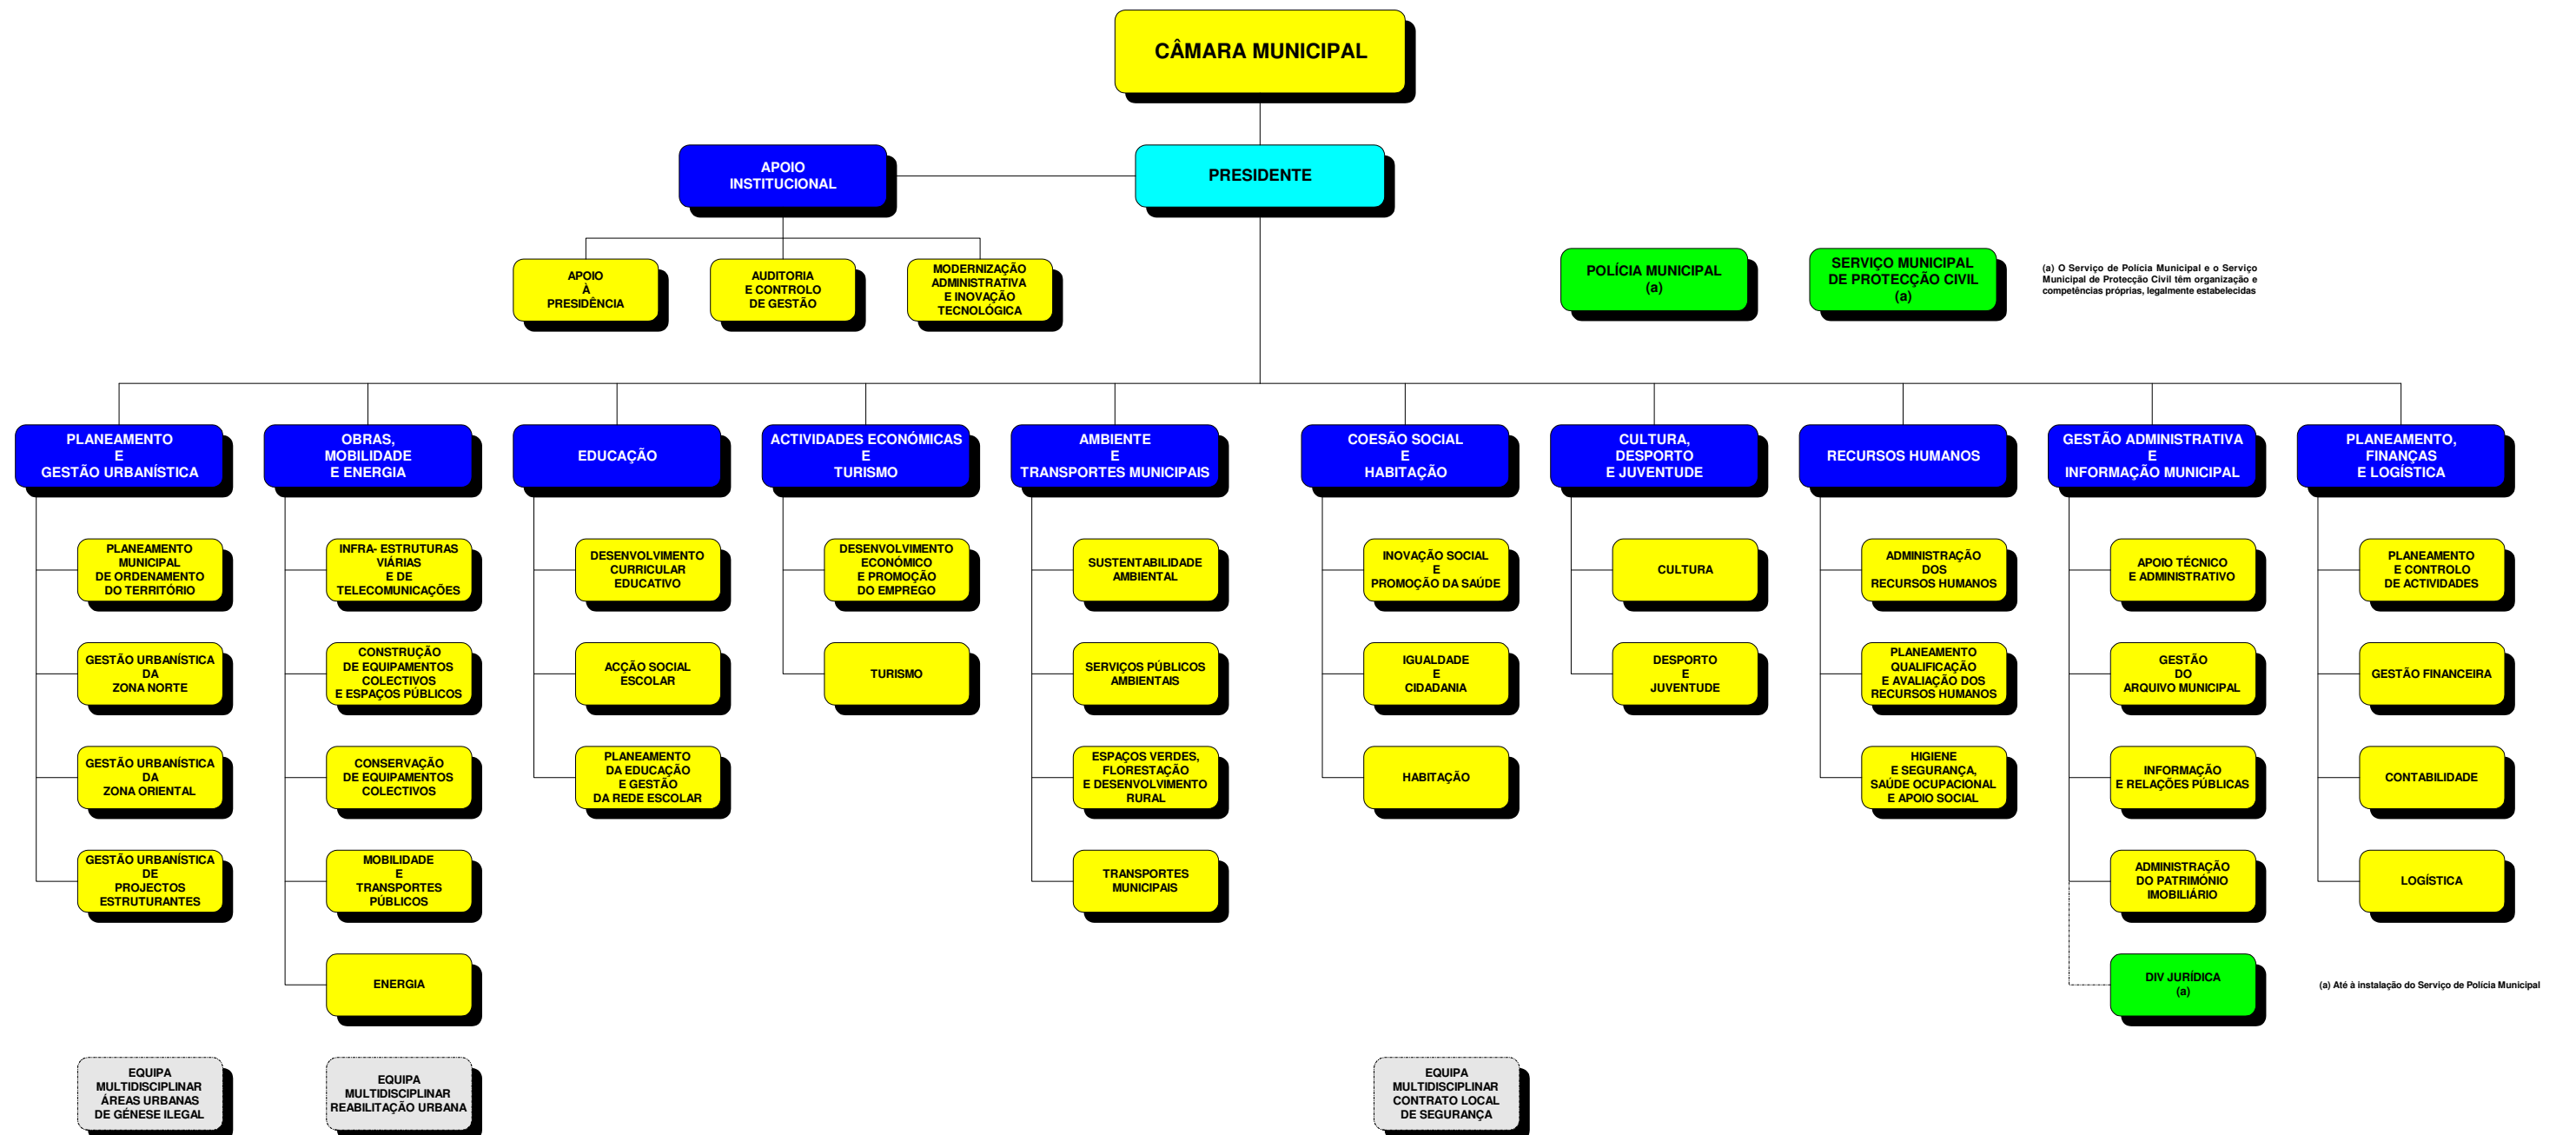 CÂMARA MUNICIPAL
APOIO
INSTITUCIONAL
PRESIDENTE
APOIO
À
PRESIDÊNCIA
AUDITORIA
E CONTROLO
DE GESTÃO
MODERNIZAÇÃO
ADMINISTRATIVA
E INOVAÇÃO
TECNOLÓGICA
POLÍCIA MUNICIPAL
(a)
SERVIÇO MUNICIPAL
DE PROTECÇÃO CIVIL
(a)
(a) O Serviço de Polícia Municipal e o Serviço
Municipal de Protecção Civil têm organização e
competências próprias, legalmente estabelecidas
PLANEAMENTO
E
GESTÃO URBANÍSTICA
OBRAS,
MOBILIDADE
E ENERGIA
EDUCAÇÃO
ACTIVIDADES ECONÓMICAS
E
TURISMO
AMBIENTE
E
TRANSPORTES MUNICIPAIS
COESÃO SOCIAL
E
HABITAÇÃO
CULTURA,
DESPORTO
E JUVENTUDE
RECURSOS HUMANOS
GESTÃO ADMINISTRATIVA
E
INFORMAÇÃO MUNICIPAL
PLANEAMENTO,
FINANÇAS
E LOGÍSTICA
PLANEAMENTO
MUNICIPAL
DE ORDENAMENTO
DO TERRITÓRIO
INFRA- ESTRUTURAS
VIÁRIAS
E DE
TELECOMUNICAÇÕES
DESENVOLVIMENTO
CURRICULAR
EDUCATIVO
DESENVOLVIMENTO
ECONÓMICO
E PROMOÇÃO
DO EMPREGO
SUSTENTABILIDADE
AMBIENTAL
INOVAÇÃO SOCIAL
E
PROMOÇÃO DA SAÚDE
CULTURA
ADMINISTRAÇÃO
DOS
RECURSOS HUMANOS
APOIO TÉCNICO
E ADMINISTRATIVO
PLANEAMENTO
E CONTROLO
DE ACTIVIDADES
GESTÃO URBANÍSTICA
DA
ZONA NORTE
CONSTRUÇÃO
DE EQUIPAMENTOS
COLECTIVOS
E ESPAÇOS PÚBLICOS
ACÇÃO SOCIAL
ESCOLAR
TURISMO
SERVIÇOS PÚBLICOS
AMBIENTAIS
IGUALDADE
E
CIDADANIA
DESPORTO
E
JUVENTUDE
PLANEAMENTO
QUALIFICAÇÃO
E AVALIAÇÃO DOS
RECURSOS HUMANOS
GESTÃO
DO
ARQUIVO MUNICIPAL
GESTÃO FINANCEIRA
GESTÃO URBANÍSTICA
DA
ZONA ORIENTAL
CONSERVAÇÃO
DE EQUIPAMENTOS
COLECTIVOS
PLANEAMENTO
DA EDUCAÇÃO
E GESTÃO
DA REDE ESCOLAR
ESPAÇOS VERDES,
FLORESTAÇÃO
E DESENVOLVIMENTO
RURAL
HABITAÇÃO
HIGIENE
E SEGURANÇA,
SAÚDE OCUPACIONAL
E APOIO SOCIAL
INFORMAÇÃO
E RELAÇÕES PÚBLICAS
CONTABILIDADE
GESTÃO URBANÍSTICA
DE
PROJECTOS
ESTRUTURANTES
MOBILIDADE
E
TRANSPORTES
PÚBLICOS
TRANSPORTES
MUNICIPAIS
ADMINISTRAÇÃO
DO PATRIMÓNIO
IMOBILIÁRIO
LOGÍSTICA
ENERGIA
DIV JURÍDICA
(a)
(a) Até à instalação do Serviço de Polícia Municipal
EQUIPA
MULTIDISCIPLINAR
ÁREAS URBANAS
DE GÉNESE ILEGAL
EQUIPA
MULTIDISCIPLINAR
REABILITAÇÃO URBANA
EQUIPA
MULTIDISCIPLINAR
CONTRATO LOCAL
DE SEGURANÇA